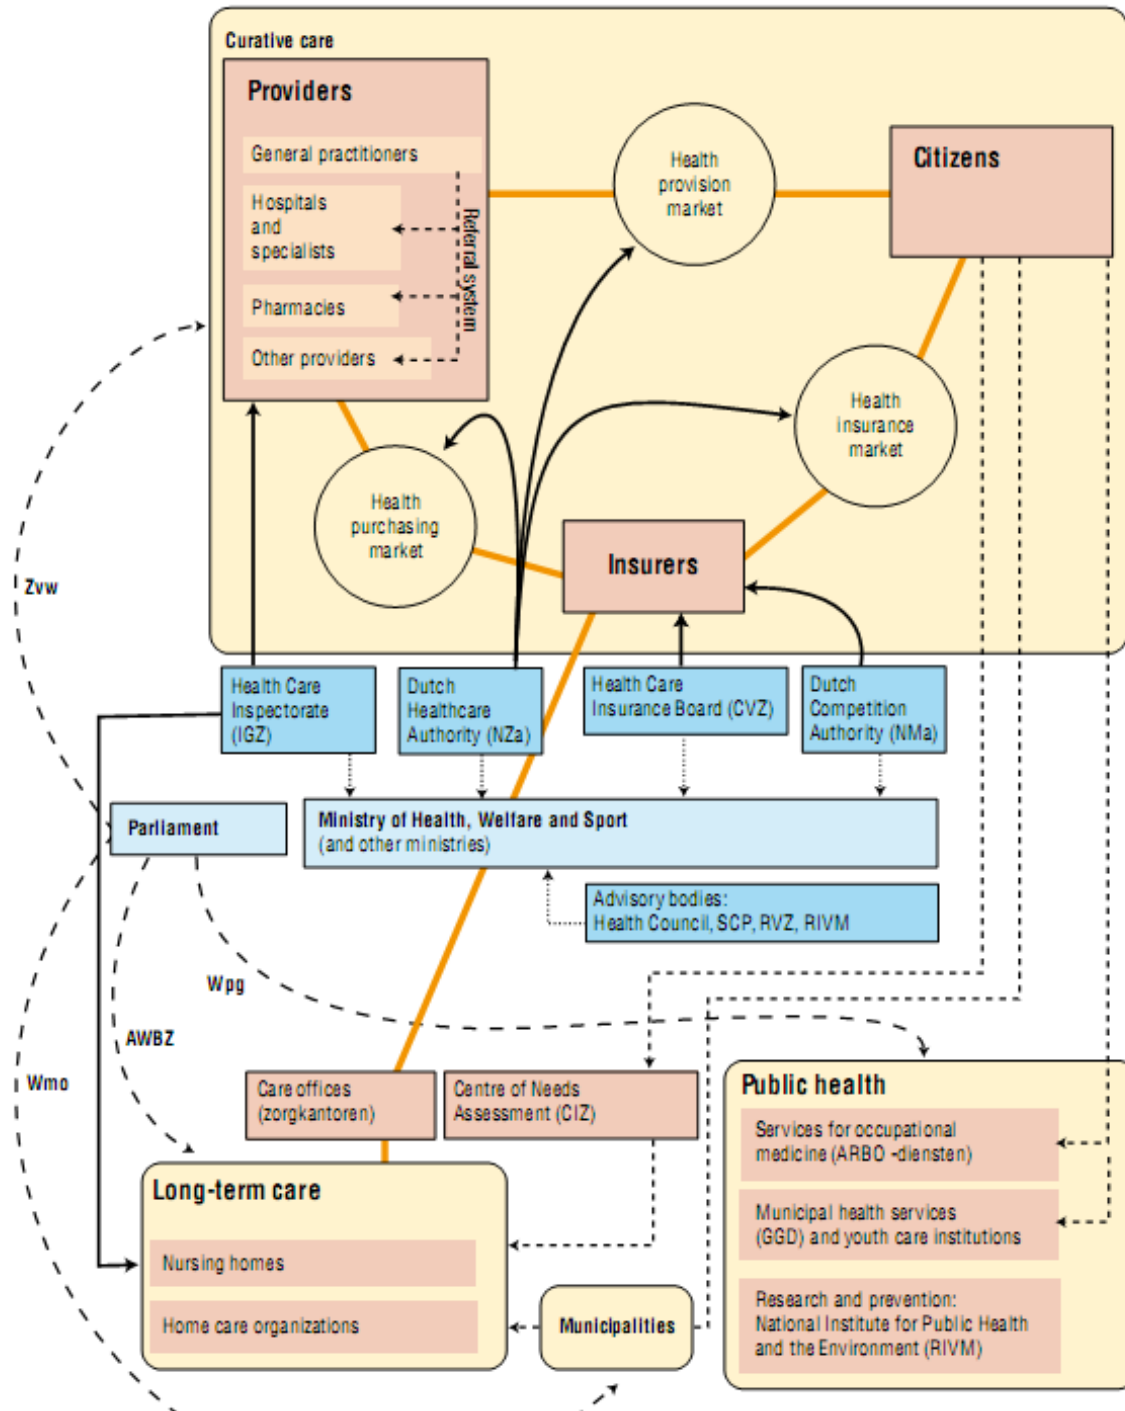 Curative care
Providers
General practitioners
Hospitals
and
specialists
Pharmacies
Other providers
Referral system
Health
provision
market
Citizens
Health
insurance
market
Health
purchasing
market
Insurers
Zvw
Health Care
Inspectorate
(IGZ)
Dutch
Healthcare
Authority (NZa)
Health Care
Insurance Board (CVZ)
Dutch
Competition
Authority (NMa)
Parliament
Ministry of Health, Welfare and Sport
(and other ministries)
Advisory bodies:
Health Council, SCP, RVZ, RIVM
Wpg
AWBZ
Wmo
Care offices
(zorgkantoren)
Centre of Needs
Assessment (CIZ)
Public health
Services for occupational
medicine (ARBO -diensten)
Municipal health services
(GGD) and youth care institutions
Research and prevention:
National Institute for Public Health
and the Environment (RIVM)
Long-term care
Nursing homes
Home care organizations
Municipalities